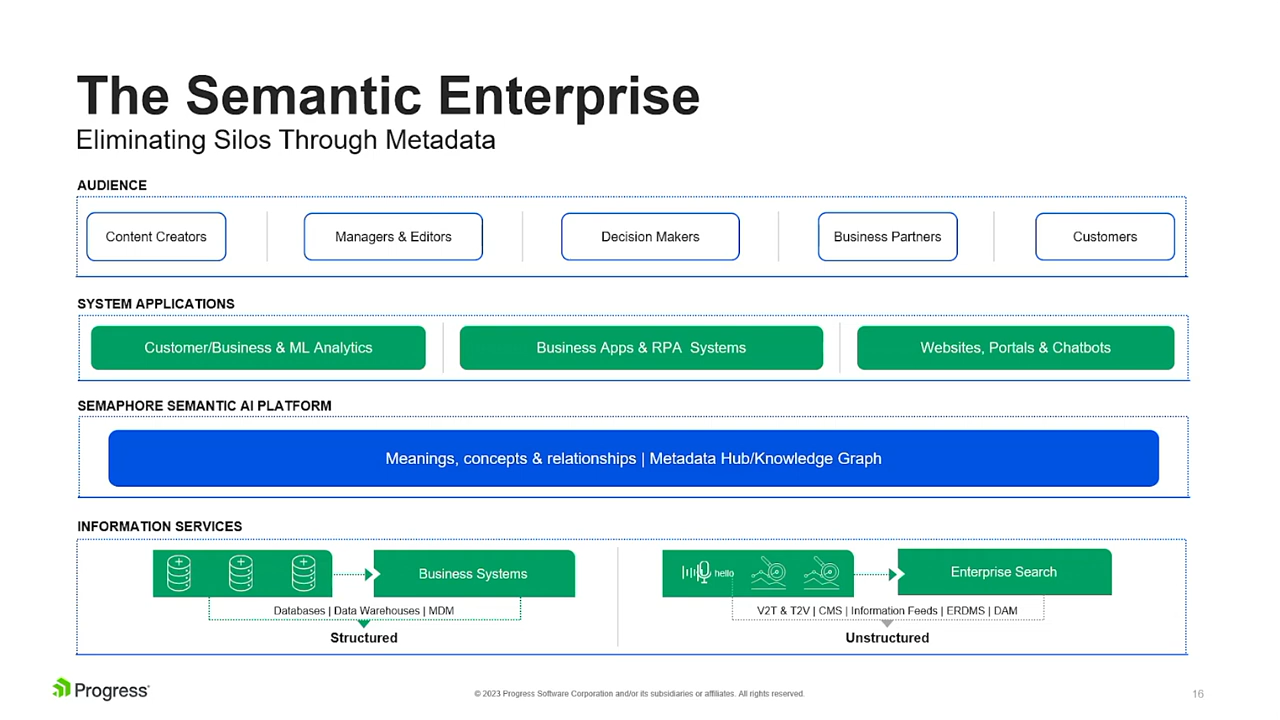 The Semantic Enterprise
Eliminating Silos Through Metadata
AUDIENCE
Content Creators
Managers & Editors
Decision Makers
Business Partners
Customers
SYSTEM APPLICATIONS
Customer/Business & ML Analytics
Business Apps & RPA Systems
Websites, Portals & Chatbots
SEMAPHORE SEMANTIC AI PLATFORM
Meanings, concepts & relationships | Metadata Hub/Knowledge Graph
INFORMATION SERVICES
Business Systems
Databases | Data Warehouses | MDM
Structured
hello
Enterprise Search
V2T & T2V | CMS | Information Feeds | ERDMS | DAM
Unstructured
Progress
© 2023 Progress Software Corporation and/or its subsidiaries or affiliates. All rights reserved.
16